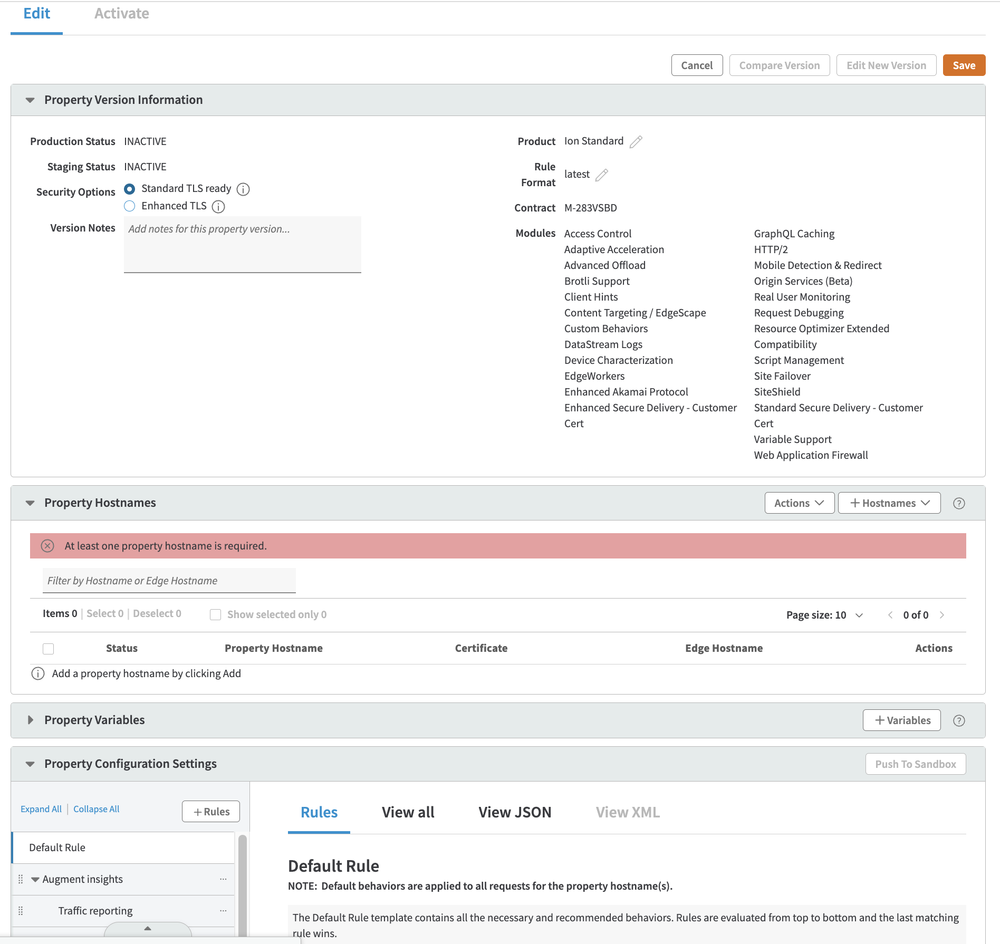 Edit Activate
Cancel Compare Version Edit New Version Save
Property Version Information
Production Status INACTIVE
Staging Status INACTIVE
Security Options Standard TLS ready
Enhanced TLS
Version Notes Add notes for this property version...
Product Ion Standard
Rule
Format
latest
Contract M-283VSBD
Modules
Access Control
Adaptive Acceleration
Advanced Offload
Brotli Support
Client Hints
Content Targeting / EdgeScape
Custom Behaviors
DataStream Logs
Device Characterization
EdgeWorkers
Enhanced Akamai Protocol
Enhanced Secure Delivery - Customer
Cert
GraphQL Caching
HTTP/2
Mobile Detection & Redirect
Origin Services (Beta)
Real User Monitoring
Request Debugging
Resource Optimizer Extended
Compatibility
Script Management
Site Failover
SiteShield
Standard Secure Delivery - Customer
Cert
Variable Support
Web Application Firewall
Property Hostnames Actions + Hostnames ?
At least one property hostname is required.
Filter by Hostname or Edge Hostname
Items 0 | Select 0 | Deselect 0 Show selected only 0 Page size: 10 < 0 of 0 >
Status Property Hostname Certificate Edge Hostname Actions
Add a property hostname by clicking Add
Property Variables + Variables ?
Property Configuration Settings Push To Sandbox
Expand All | Collapse All + Rules
Default Rule
Augment insights ...
Traffic reporting ...
Rules View all View JSON View XML
Default Rule
NOTE: Default behaviors are applied to all requests for the property hostname(s).
The Default Rule template contains all the necessary and recommended behaviors. Rules are evaluated from top to bottom and the last matching
rule wins.